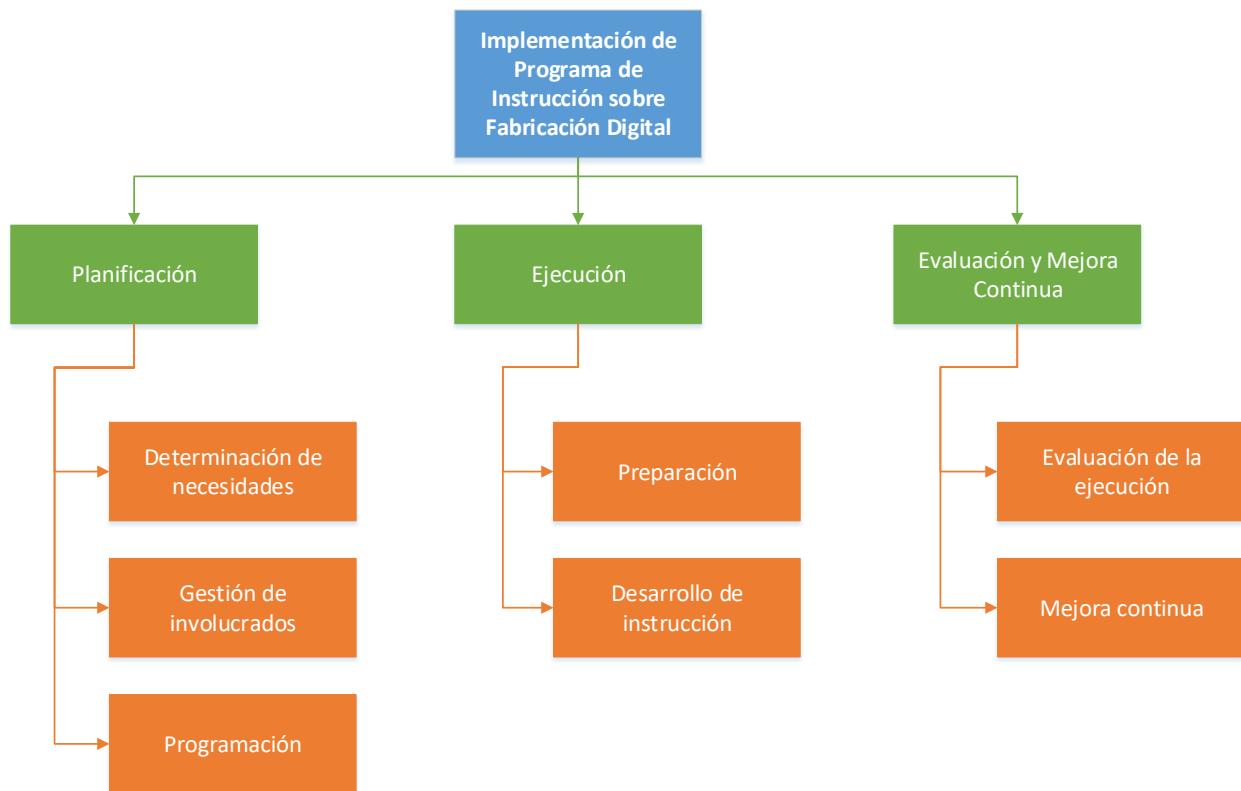 Implementación de
Programa de
Instrucción sobre
Fabricación Digital
Planificación
Ejecución
Evaluación y Mejora
Continua
Determinación de
necesidades
Preparación
Evaluación de la
ejecución
Gestión de
involucrados
Desarrollo de
instrucción
Mejora continua
Programación